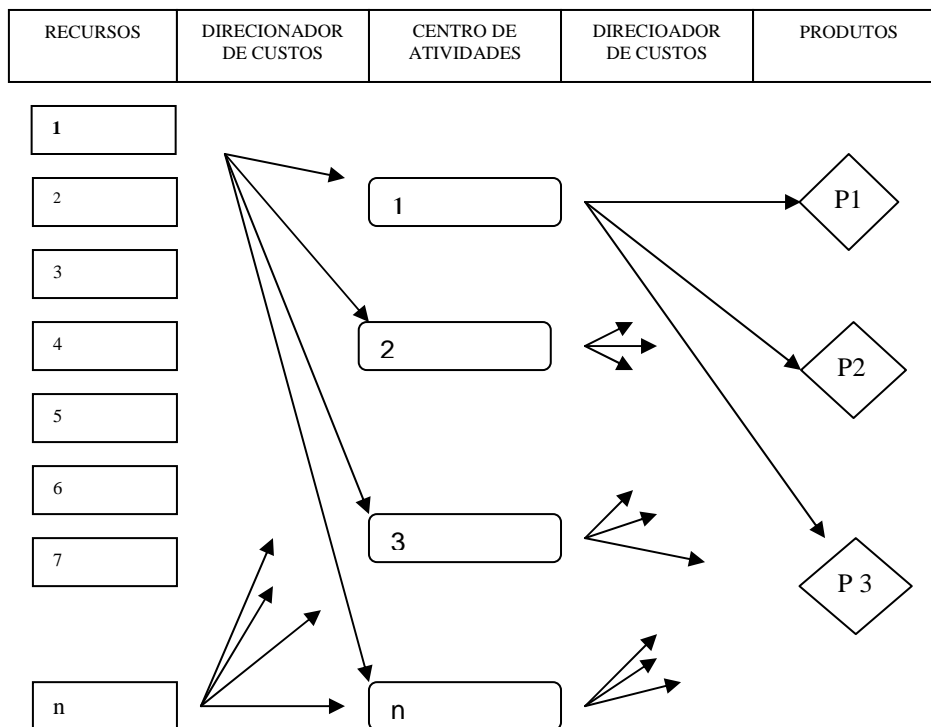 RECURSOS
DIRECIONADOR
DE CUSTOS
CENTRO DE
ATIVIDADES
DIRECIOADOR
DE CUSTOS
PRODUTOS
1
2
3
4
5
6
7
n
1
2
3
n
P1
P2
P 3